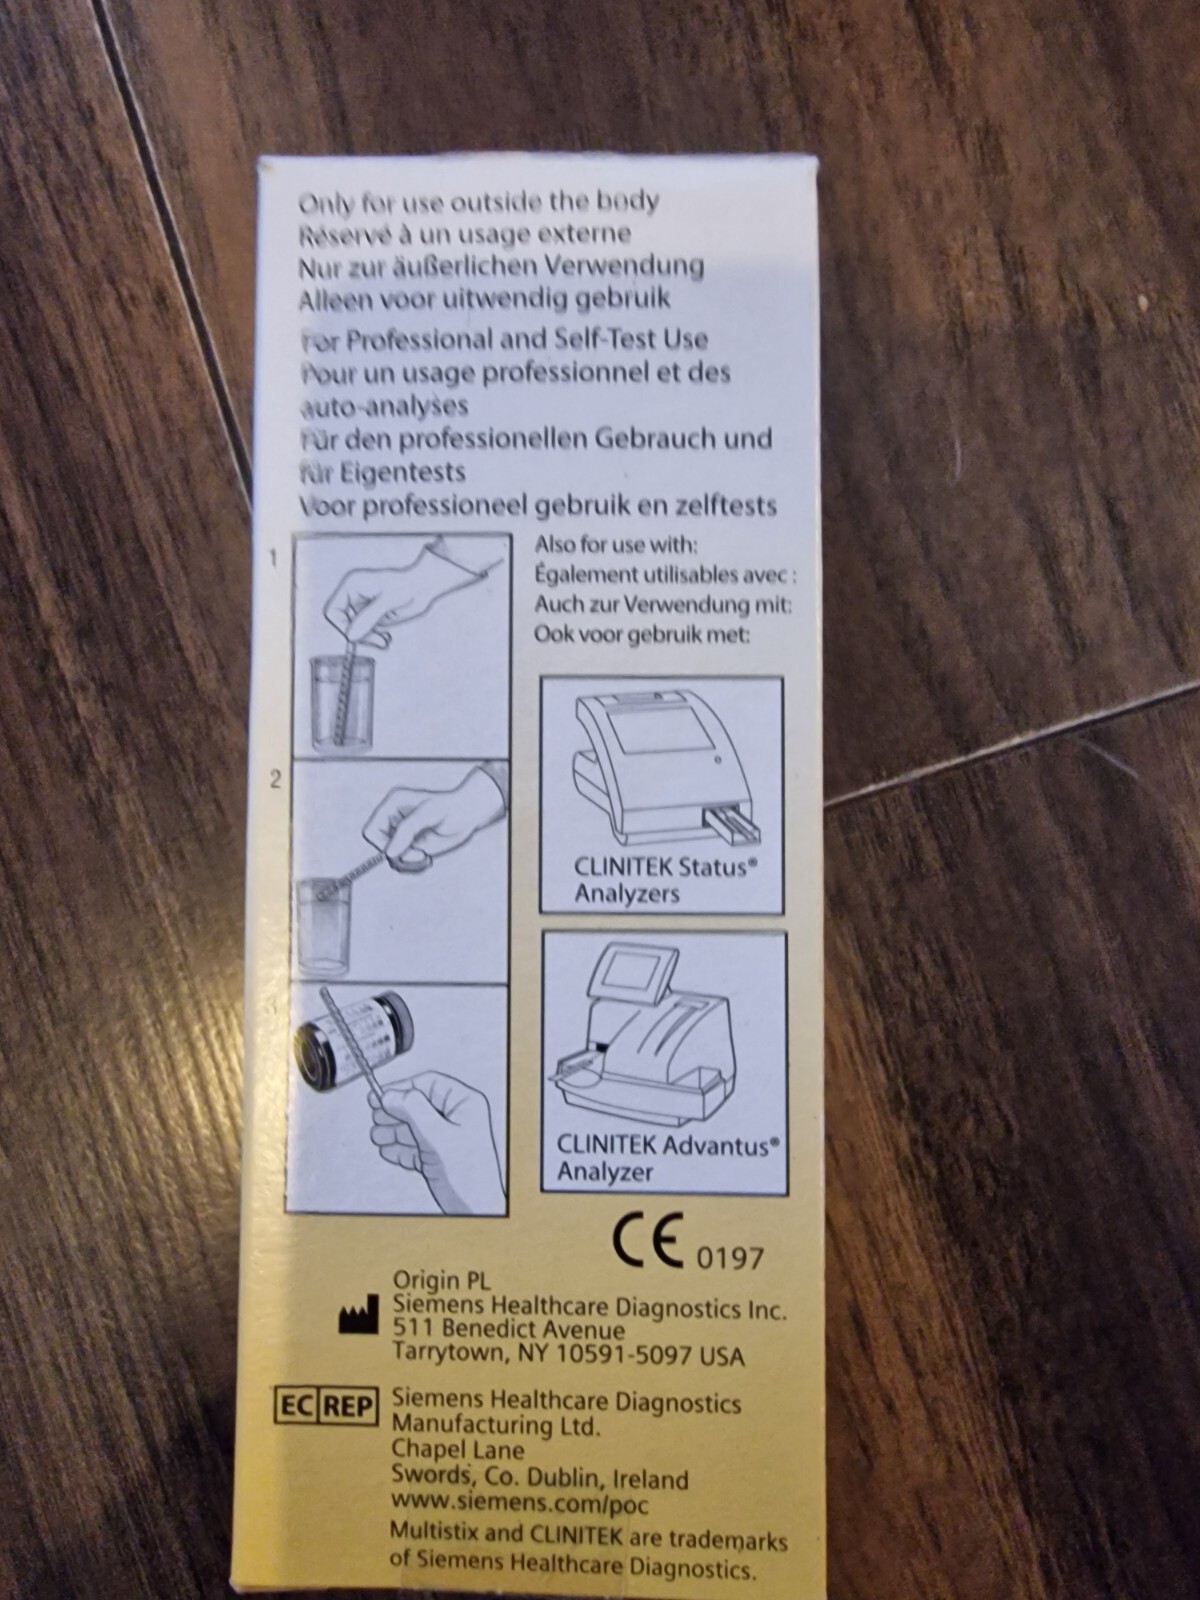 Only for use outside the body
Réservé à un usage externe
Nur zur äußerlichen Verwendung
Alleen voor uitwendig gebruik
For Professional and Self-Test Use
Pour un usage professionnel et des
auto-analyses
Für den professionellen Gebrauch und
für Eigentests
Voor professioneel gebruik en zelftests
1
2
3
Also for use with:
Également utilisables avec :
Auch zur Verwendung mit:
Ook voor gebruik met:
CLINITEK Status®
Analyzers
CLINITEK Advantus®
Analyzer
CE 0197
Origin PL
Siemens Healthcare Diagnostics Inc.
511 Benedict Avenue
Tarrytown, NY 10591-5097 USA
EC REP
Siemens Healthcare Diagnostics
Manufacturing Ltd.
Chapel Lane
Swords, Co. Dublin, Ireland
www.siemens.com/poc
Multistix and CLINITEK are trademarks
of Siemens Healthcare Diagnostics.